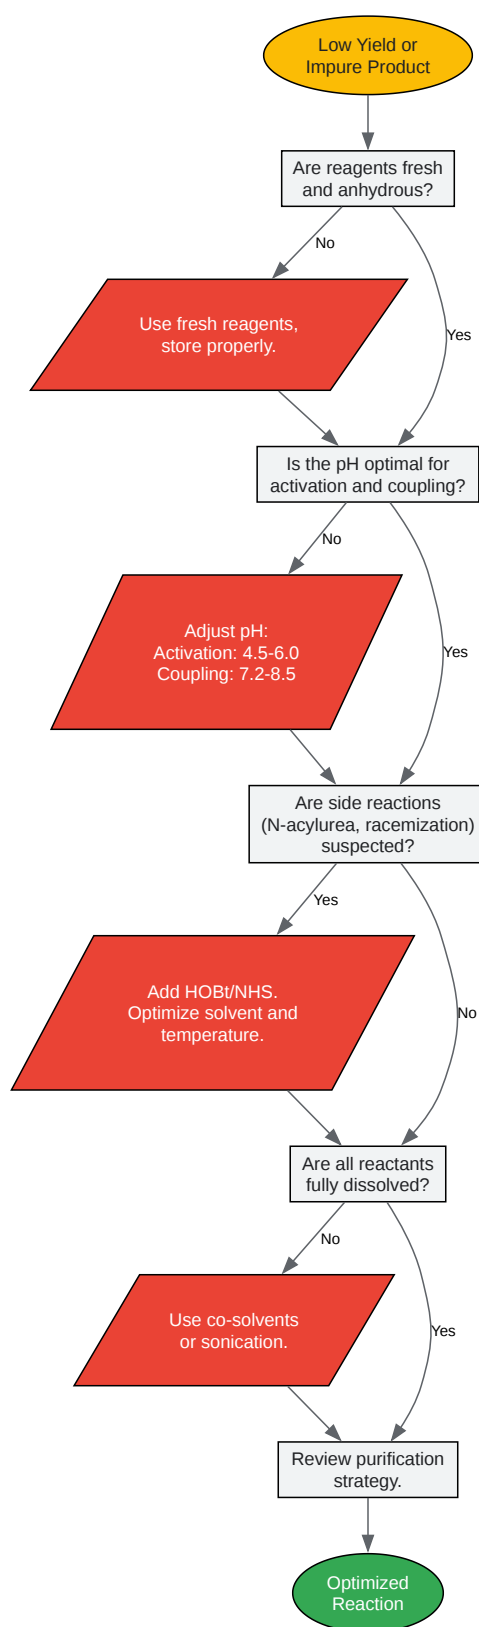 Low Yield or
Impure Product
Are reagents fresh
and anhydrous?
No
Yes
Use fresh reagents,
store properly.
Is the pH optimal for
activation and coupling?
No
Yes
Adjust pH:
Activation: 4.5-6.0
Coupling: 7.2-8.5
Are side reactions
(N-acylurea, racemization)
suspected?
Yes
No
Add HOBt/NHS.
Optimize solvent and
temperature.
Are all reactants
fully dissolved?
No
Yes
Use co-solvents
or sonication.
Review purification
strategy.
Optimized
Reaction